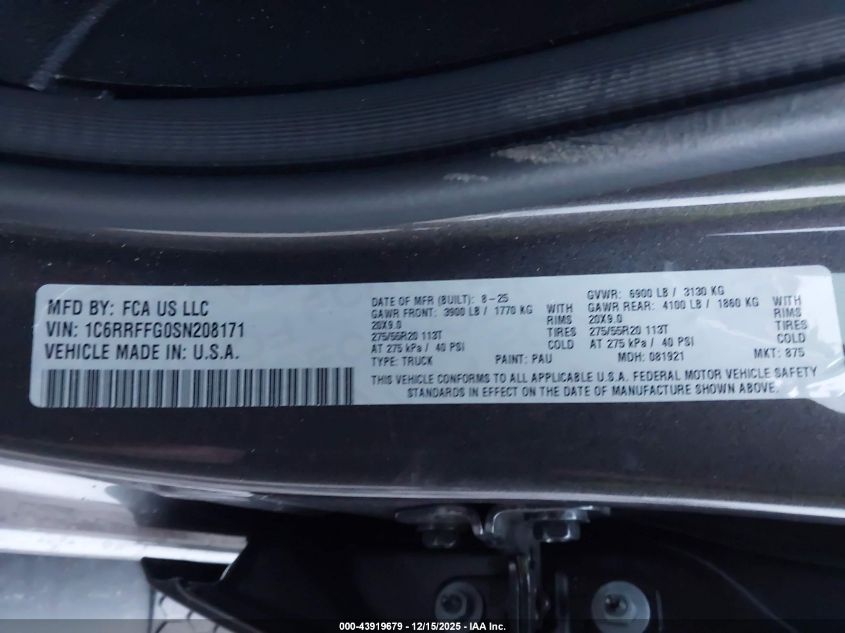 MFD BY: FCA US LLC
VIN: 1C6RRFFG0SN208171
VEHICLE MADE IN: U.S.A.
DATE OF MFR (BUILT): 8-25
GAWR FRONT: 3900 LB / 1770 KG WITH
20X9.0 RIMS
275/55R20 113T
AT 275 kPa / 40 PSI COLD
TYPE: TRUCK PAINT: PAU
GVWR: 6900 LB / 3130 KG
GAWR REAR: 4100 LB / 1860 KG WITH
20X9.0 RIMS
275/55R20 113T
AT 275 kPa / 40 PSI COLD
MDH: 081921 MKT: 875
THIS VEHICLE CONFORMS TO ALL APPLICABLE U.S.A. FEDERAL MOTOR VEHICLE SAFETY
STANDARDS IN EFFECT ON THE DATE OF MANUFACTURE SHOWN ABOVE.
000-43919679 - 12/15/2025 - IAA Inc.